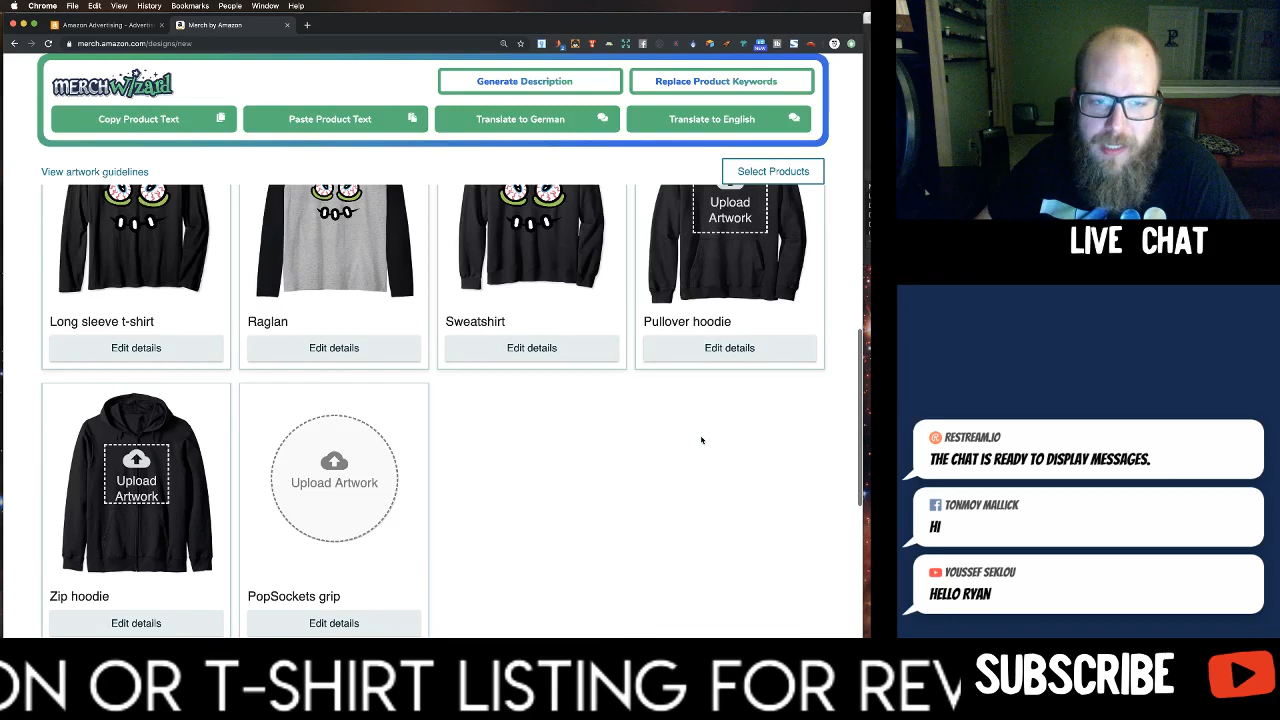 Chrome File Edit View History Bookmarks People Window Help
Amazon Advertising - Advertis
Merch by Amazon
merch.amazon.com/designs/new
MERCHWIZARD
Generate Description
Replace Product Keywords
Copy Product Text
Paste Product Text
Translate to German
Translate to English
View artwork guidelines
Select Products
Upload
Artwork
Long sleeve t-shirt
Raglan
Sweatshirt
Pullover hoodie
Edit details
Edit details
Edit details
Edit details
Upload
Artwork
Upload Artwork
Zip hoodie
PopSockets grip
Edit details
Edit details
LIVE CHAT
RESTREAM.IO
THE CHAT IS READY TO DISPLAY MESSAGES.
TONMOY MALLICK
HI
YOUSSEF SEKLOU
HELLO RYAN
ON OR T-SHIRT LISTING FOR REV
SUBSCRIBE